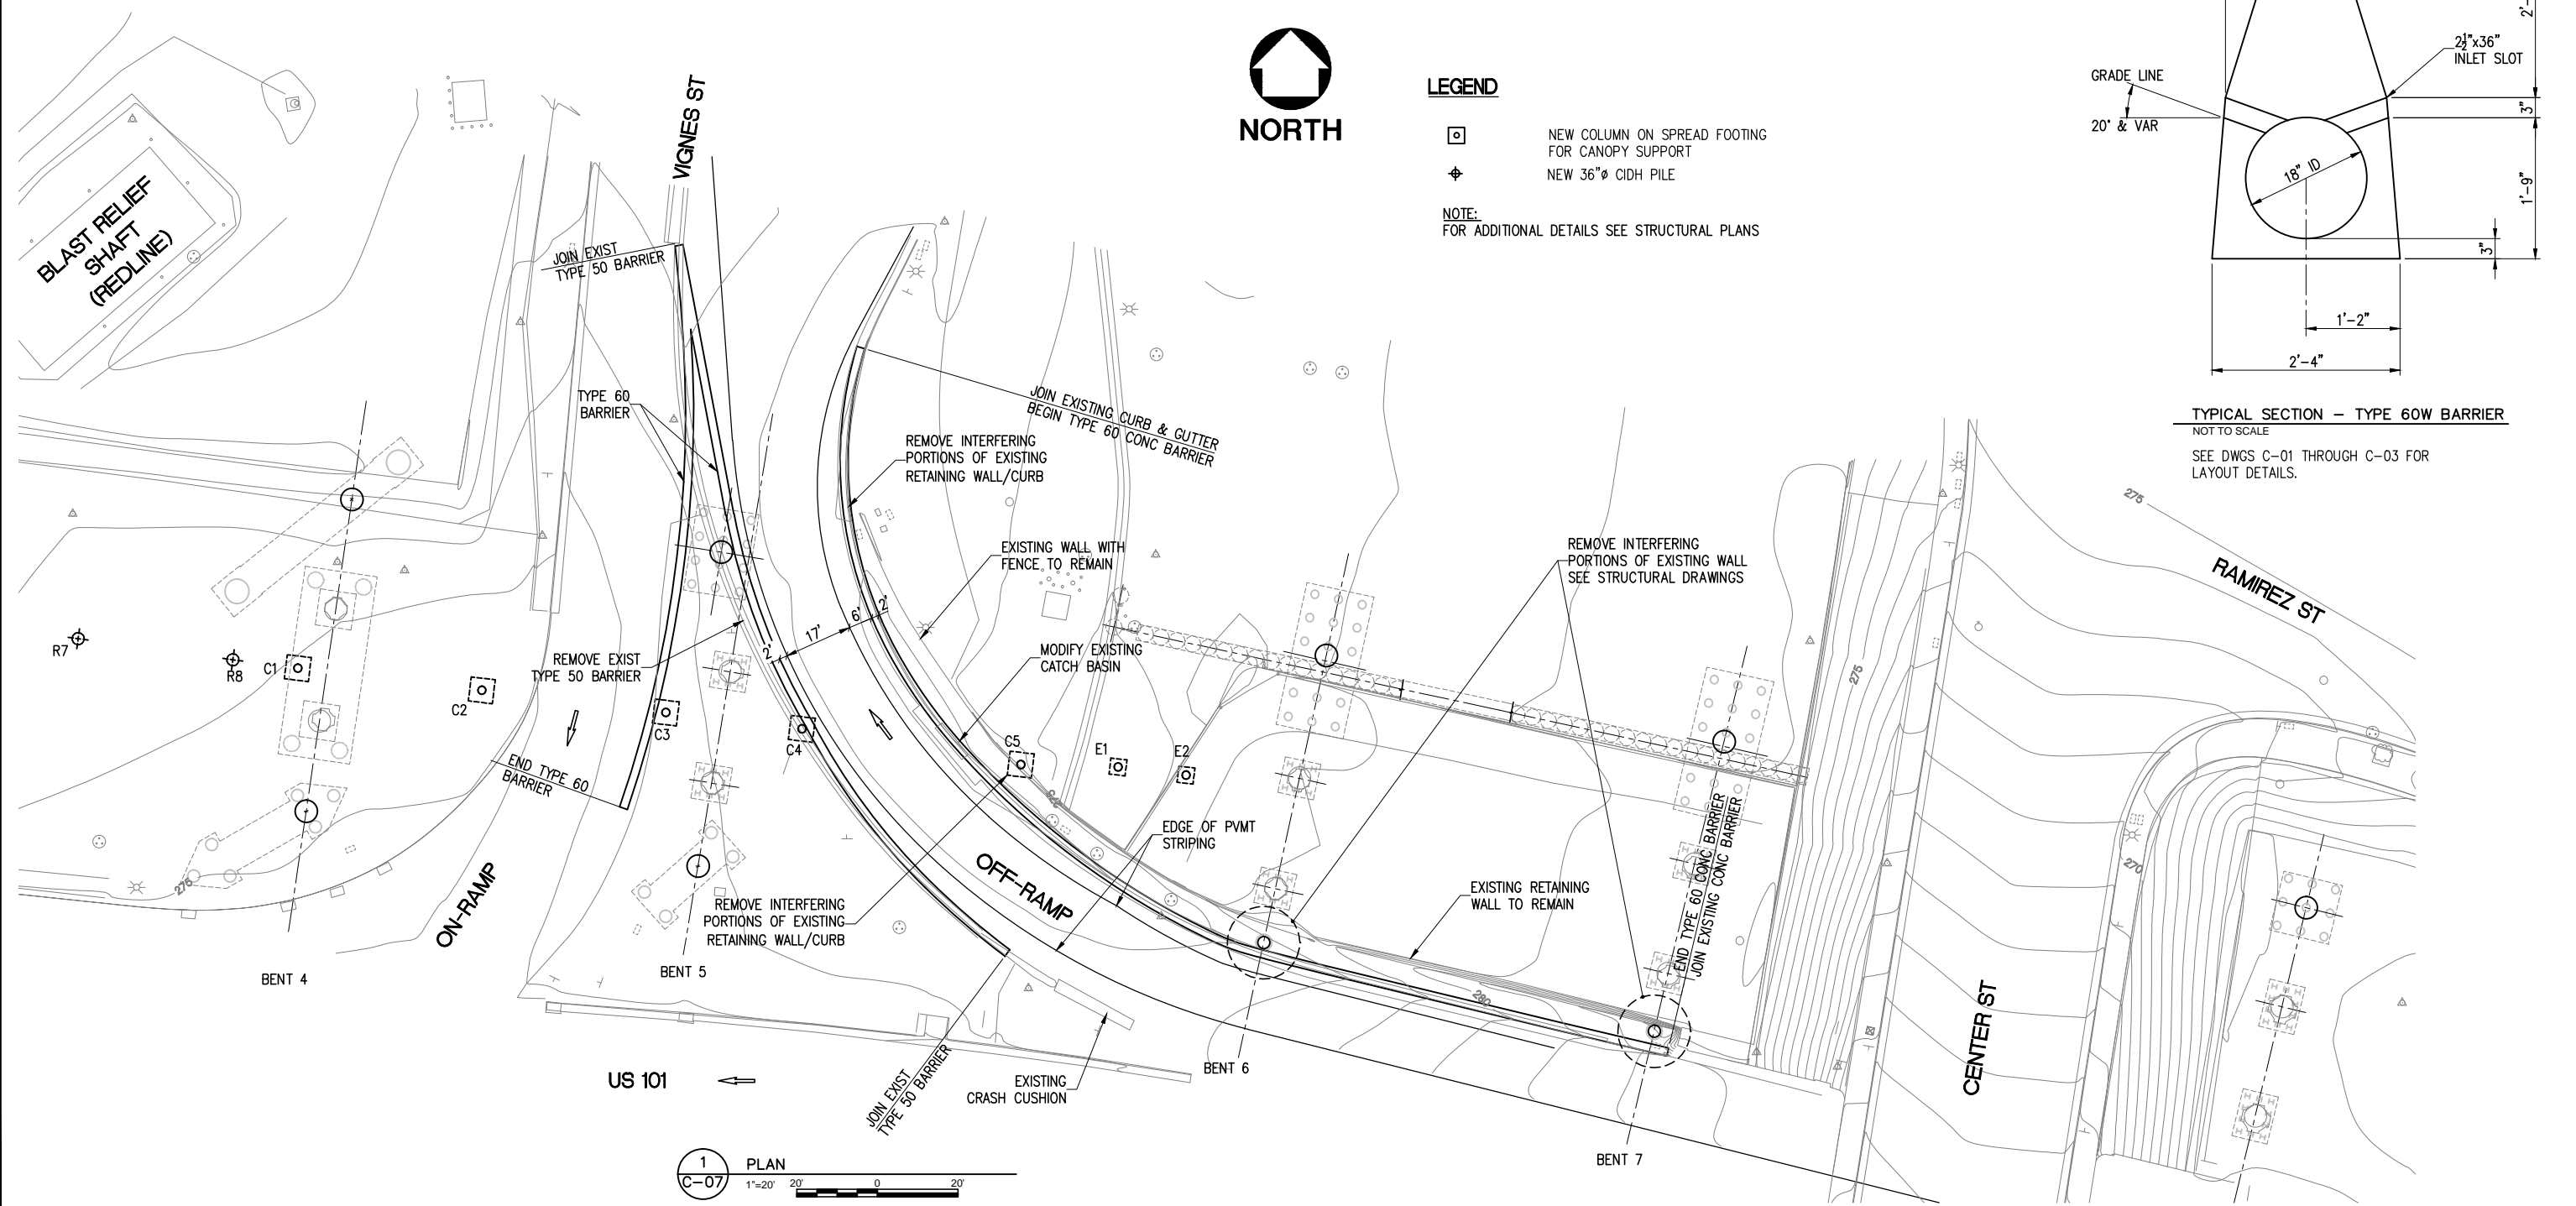 BLAST RELIEF
SHAFT
(REDLINE)
VIGNES ST
JOIN EXIST
TYPE 50 BARRIER
NORTH
LEGEND
NEW COLUMN ON SPREAD FOOTING
FOR CANOPY SUPPORT
NEW 36"ø CIDH PILE
NOTE:
FOR ADDITIONAL DETAILS SEE STRUCTURAL PLANS
2½"x36"
INLET SLOT
GRADE LINE
20' & VAR
3"
18" ID
1'-9"
3"
1'-2"
2'-4"
TYPICAL SECTION - TYPE 60W BARRIER
NOT TO SCALE
SEE DWGS C-01 THROUGH C-03 FOR
LAYOUT DETAILS.
TYPE 60
BARRIER
JOIN EXISTING CURB & GUTTER
BEGIN TYPE 60 CONC BARRIER
REMOVE INTERFERING
PORTIONS OF EXISTING
RETAINING WALL/CURB
EXISTING WALL WITH
FENCE TO REMAIN
REMOVE INTERFERING
PORTIONS OF EXISTING WALL
SEE STRUCTURAL DRAWINGS
275
RAMIREZ ST
2'
17'
6'
2'
MODIFY EXISTING
CATCH BASIN
REMOVE EXIST
TYPE 50 BARRIER
R7
R8
C1
C2
C3
C4
C5
E1
E2
275
END TYPE 60
BARRIER
EDGE OF PVMT
STRIPING
OFF-RAMP
ON-RAMP
275
270
EXISTING RETAINING
WALL TO REMAIN
END TYPE 60 CONC BARRIER
JOIN EXISTING CONC BARRIER
REMOVE INTERFERING
PORTIONS OF EXISTING
RETAINING WALL/CURB
280
BENT 4
BENT 5
BENT 6
BENT 7
CENTER ST
US 101
JOIN EXIST
TYPE 50 BARRIER
EXISTING
CRASH CUSHION
1
C-07
PLAN
1"=20'
20'
0
20'